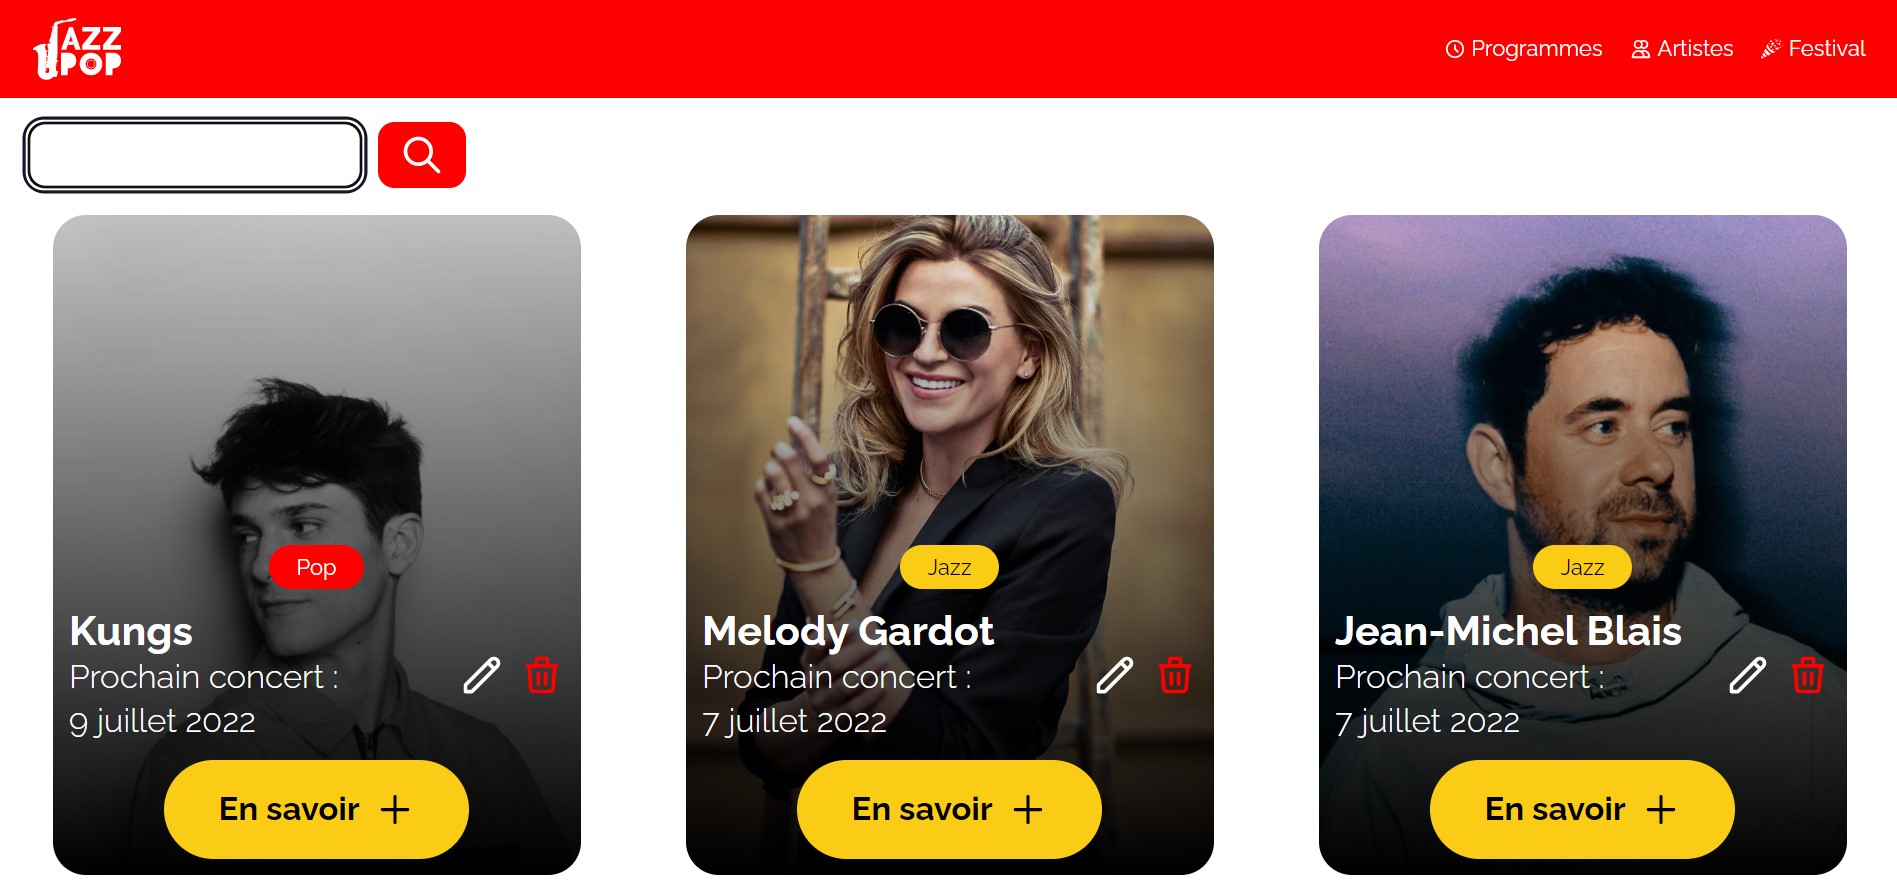 JAZZ
POP
Programmes
Artistes
Festival
Pop
Kungs
Prochain concert :
9 juillet 2022
En savoir +
Jazz
Melody Gardot
Prochain concert :
7 juillet 2022
En savoir +
Jazz
Jean-Michel Blais
Prochain concert :
7 juillet 2022
En savoir +